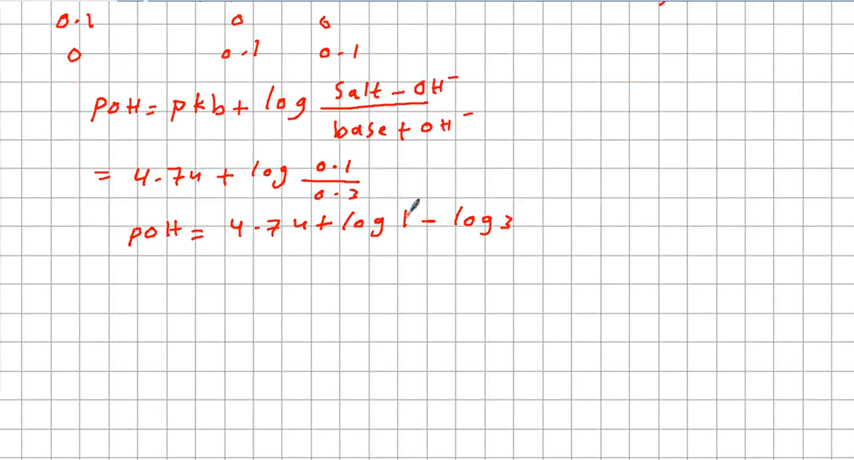 0.1 0 0
0 0.1 0.1
POH = pkb + log salt - OH⁻ / base + OH⁻
= 4.74 + log 0.1 / 0.3
POH = 4.74 + log 1 - log 3